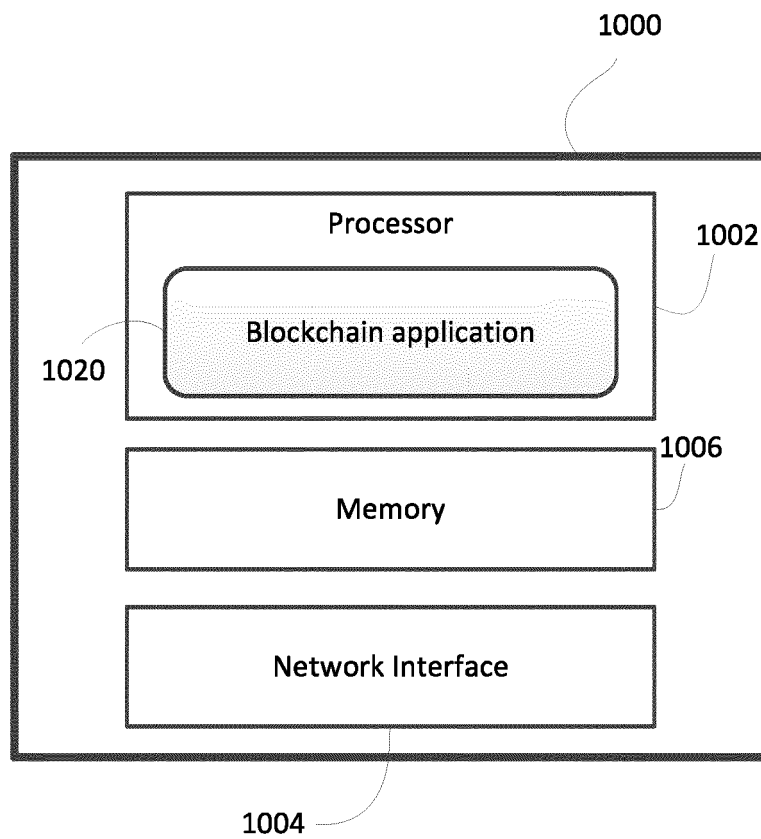 1000
Processor
1002
Blockchain application
1020
1006
Memory
Network Interface
1004